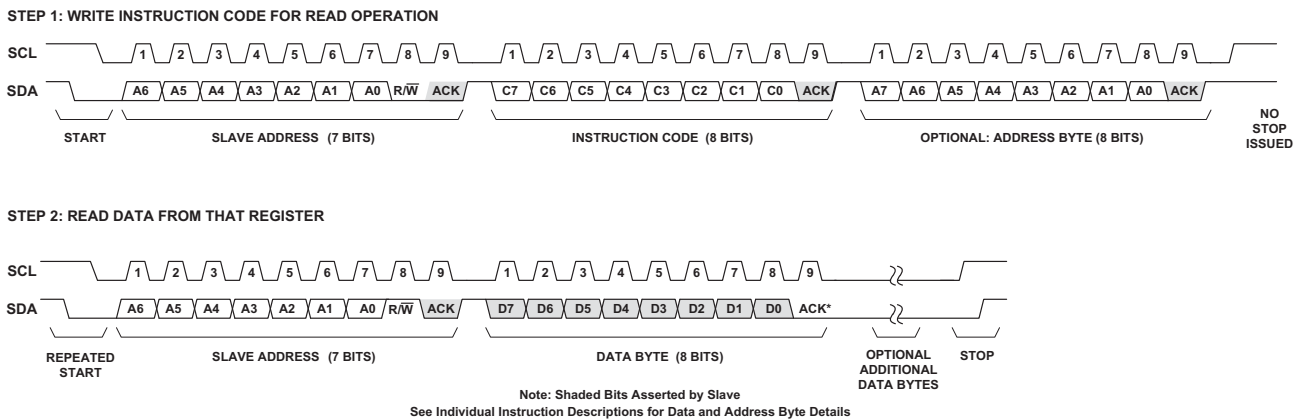 STEP 1: WRITE INSTRUCTION CODE FOR READ OPERATION
SCL 1 2 3 4 5 6 7 8 9 1 2 3 4 5 6 7 8 9 1 2 3 4 5 6 7 8 9
SDA A6 A5 A4 A3 A2 A1 A0 R/W̅ ACK C7 C6 C5 C4 C3 C2 C1 C0 ACK A7 A6 A5 A4 A3 A2 A1 A0 ACK
START SLAVE ADDRESS (7 BITS) INSTRUCTION CODE (8 BITS) OPTIONAL: ADDRESS BYTE (8 BITS)
NO
STOP
ISSUED
STEP 2: READ DATA FROM THAT REGISTER
SCL 1 2 3 4 5 6 7 8 9 1 2 3 4 5 6 7 8 9
SDA A6 A5 A4 A3 A2 A1 A0 R/W̅ ACK D7 D6 D5 D4 D3 D2 D1 D0 ACK*
REPEATED
START
SLAVE ADDRESS (7 BITS)
DATA BYTE (8 BITS)
OPTIONAL
ADDITIONAL
DATA BYTES
STOP
Note: Shaded Bits Asserted by Slave
See Individual Instruction Descriptions for Data and Address Byte Details